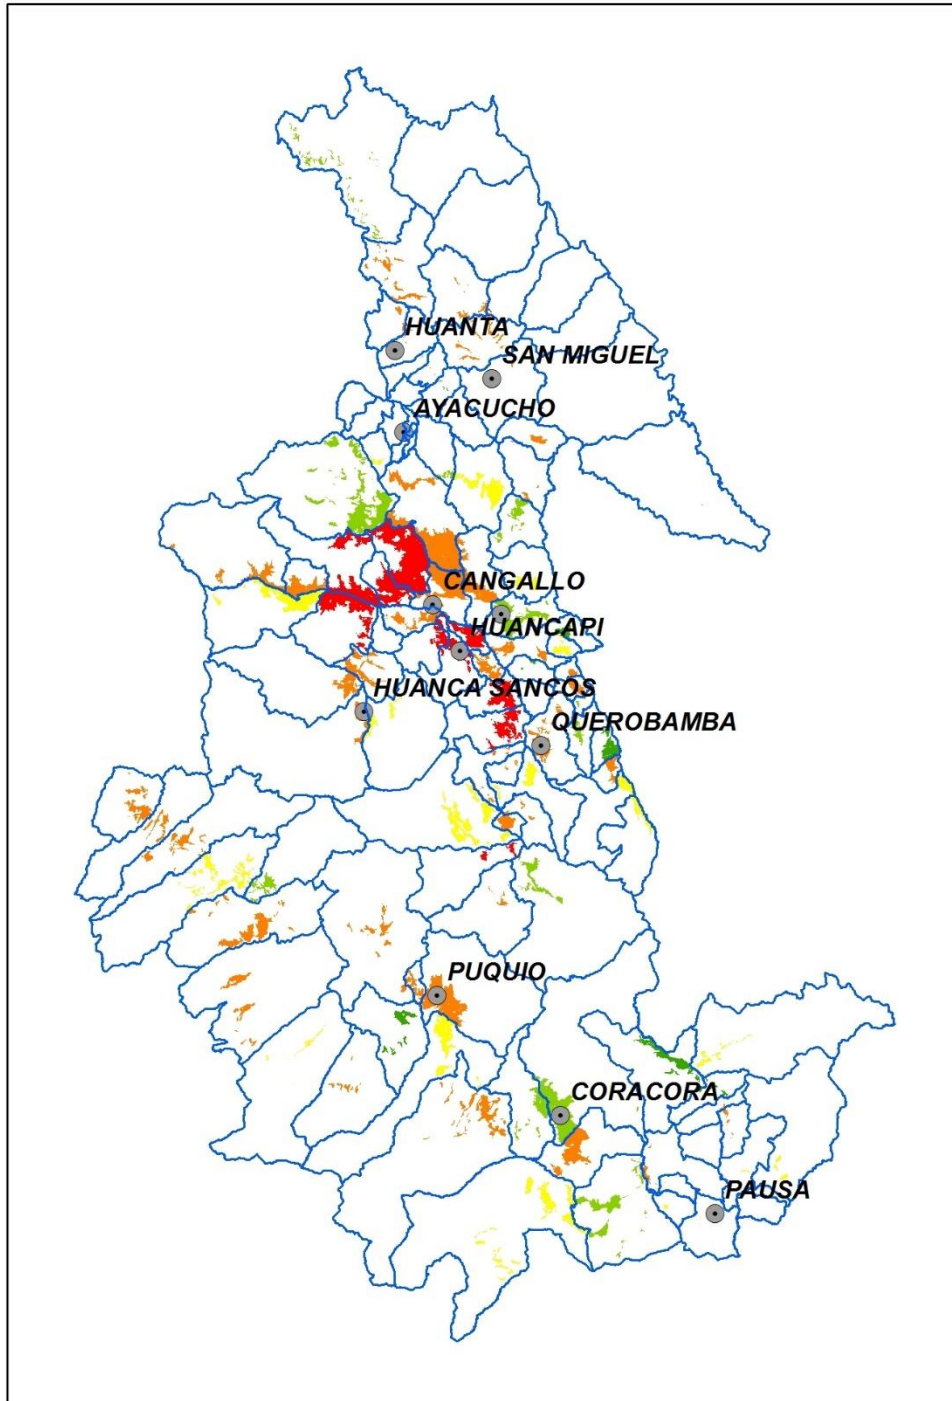 HUANTA
SAN MIGUEL
AYACUCHO
CANGALLO
HUANCAPI
HUANCA SANCOS
QUEROBAMBA
PUQUIO
CORACORA
PAUSA